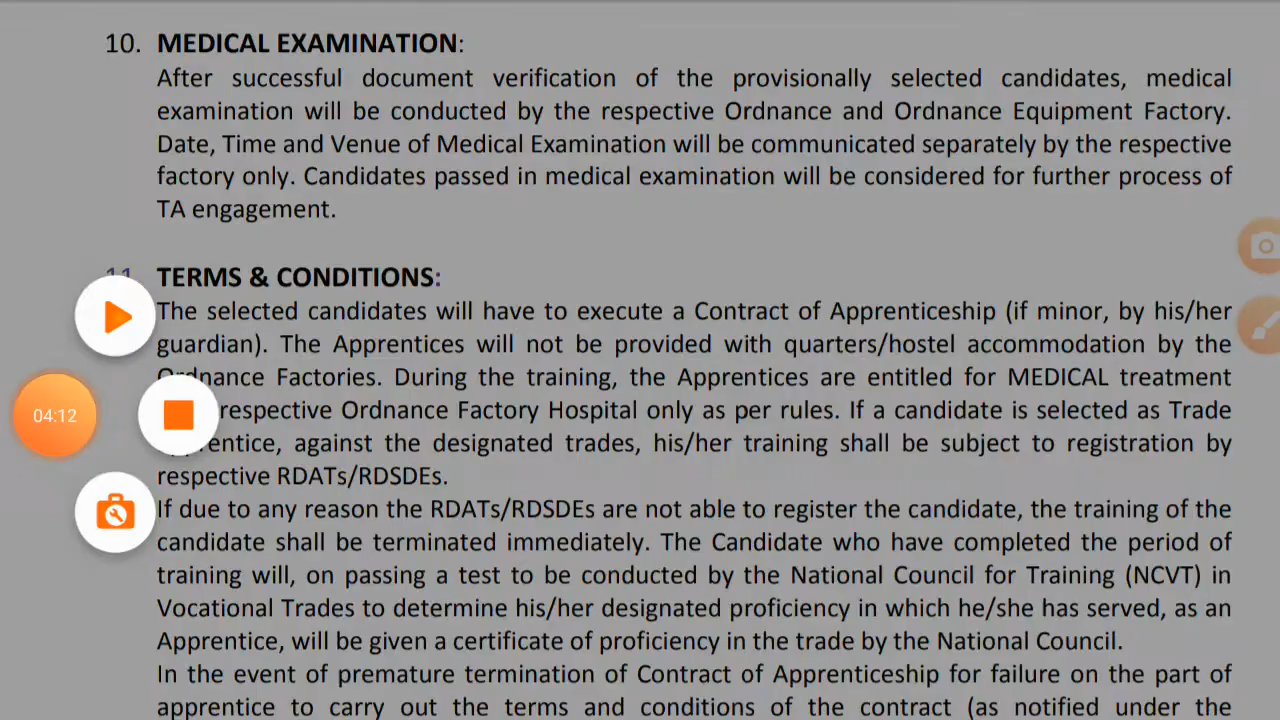 10. MEDICAL EXAMINATION:
After successful document verification of the provisionally selected candidates, medical
examination will be conducted by the respective Ordnance and Ordnance Equipment Factory.
Date, Time and Venue of Medical Examination will be communicated separately by the respective
factory only. Candidates passed in medical examination will be considered for further process of
TA engagement.
11. TERMS & CONDITIONS:
The selected candidates will have to execute a Contract of Apprenticeship (if minor, by his/her
guardian). The Apprentices will not be provided with quarters/hostel accommodation by the
Ordnance Factories. During the training, the Apprentices are entitled for MEDICAL treatment
04:12
respective Ordnance Factory Hospital only as per rules. If a candidate is selected as Trade
entice, against the designated trades, his/her training shall be subject to registration by
respective RDATs/RDSDEs.
If due to any reason the RDATs/RDSDEs are not able to register the candidate, the training of the
candidate shall be terminated immediately. The Candidate who have completed the period of
training will, on passing a test to be conducted by the National Council for Training (NCVT) in
Vocational Trades to determine his/her designated proficiency in which he/she has served, as an
Apprentice, will be given a certificate of proficiency in the trade by the National Council.
In the event of premature termination of Contract of Apprenticeship for failure on the part of
apprentice to carry out the terms and conditions of the contract (as notified under the